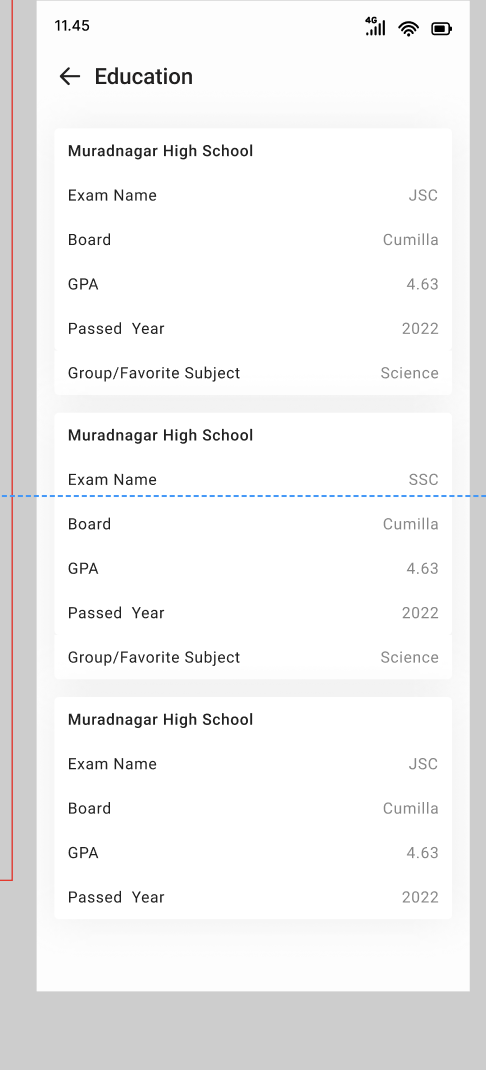 11.45
4G
Education
Muradnagar High School
Exam Name JSC
Board Cumilla
GPA 4.63
Passed Year 2022
Group/Favorite Subject Science
Muradnagar High School
Exam Name SSC
Board Cumilla
GPA 4.63
Passed Year 2022
Group/Favorite Subject Science
Muradnagar High School
Exam Name JSC
Board Cumilla
GPA 4.63
Passed Year 2022